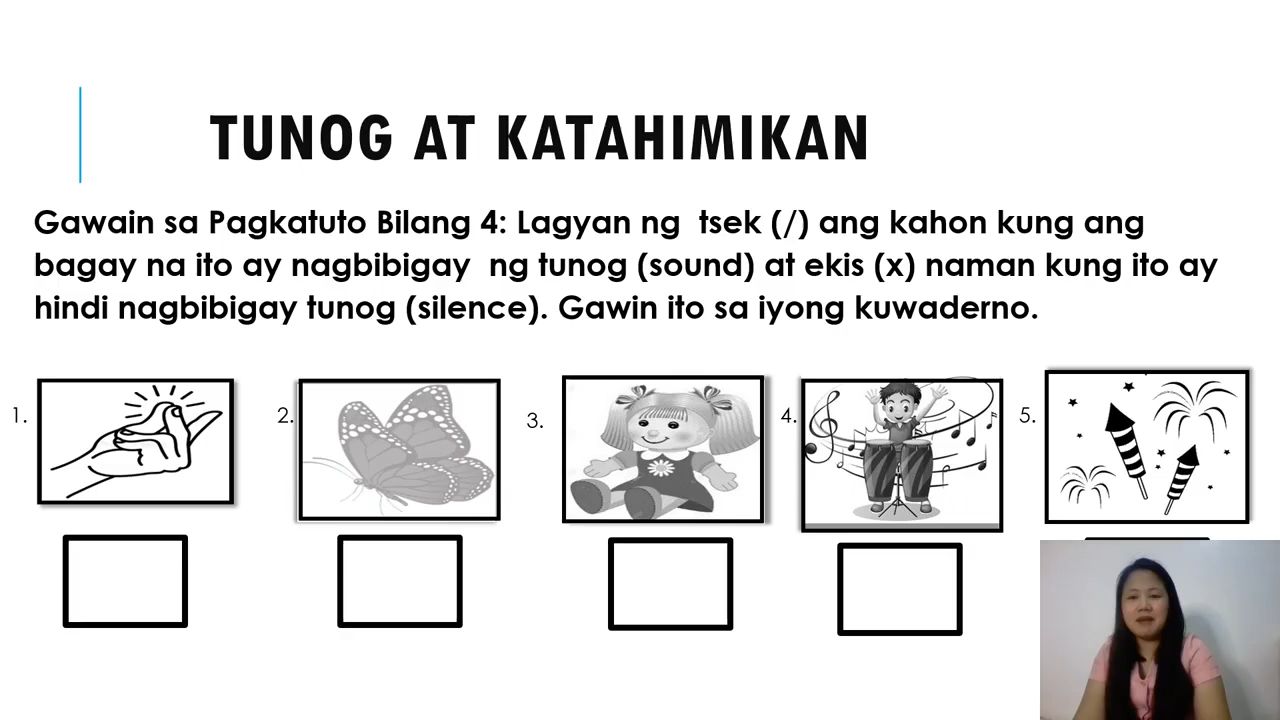 TUNOG AT KATAHIMIKAN
Gawain sa Pagkatuto Bilang 4: Lagyan ng tsek (/) ang kahon kung ang
bagay na ito ay nagbibigay ng tunog (sound) at ekis (x) naman kung ito ay
hindi nagbibigay tunog (silence). Gawin ito sa iyong kuwaderno.
1. 2. 3. 4. 5.